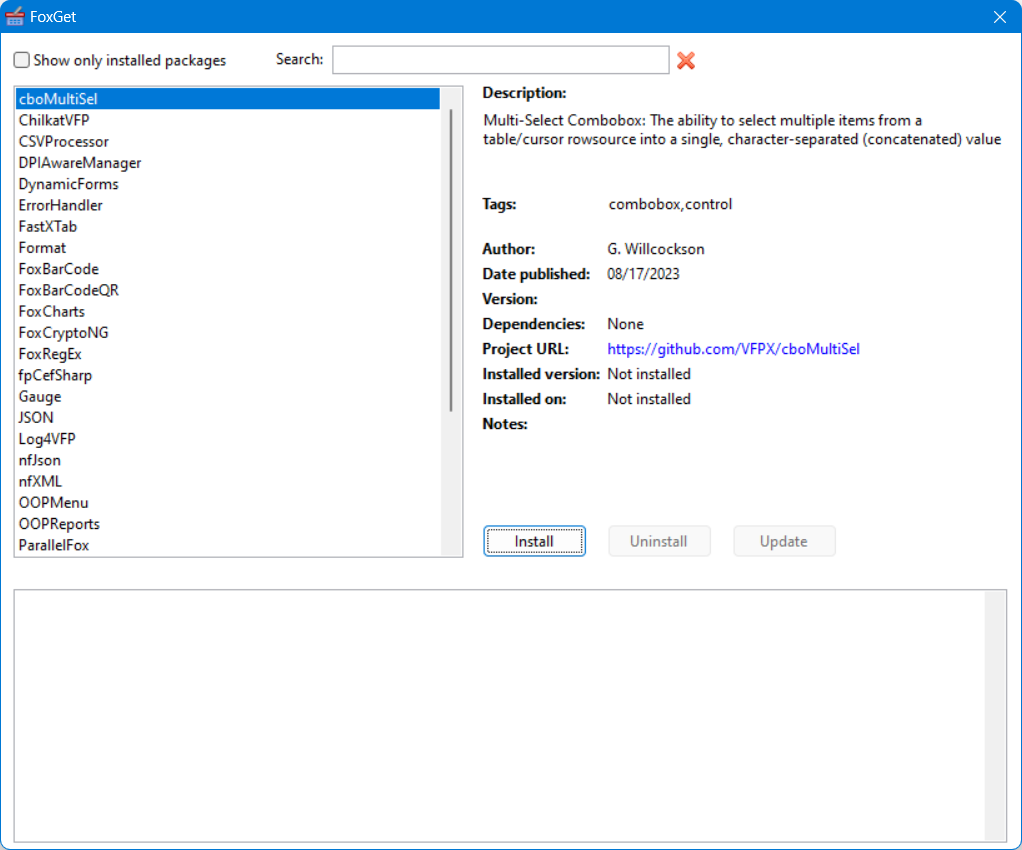 FoxGet
Show only installed packages
Search:
cboMultiSel
ChilkatVFP
CSVProcessor
DPIAwareManager
DynamicForms
ErrorHandler
FastXTab
Format
FoxBarCode
FoxBarCodeQR
FoxCharts
FoxCryptoNG
FoxRegEx
fpCefSharp
Gauge
JSON
Log4VFP
nfJson
nfXML
OOPMenu
OOPReports
ParallelFox
Description:
Multi-Select Combobox: The ability to select multiple items from a
table/cursor rowsource into a single, character-separated (concatenated) value
Tags: combobox,control
Author: G. Willcockson
Date published: 08/17/2023
Version:
Dependencies: None
Project URL: https://github.com/VFPX/cboMultiSel
Installed version: Not installed
Installed on: Not installed
Notes:
Install Uninstall Update